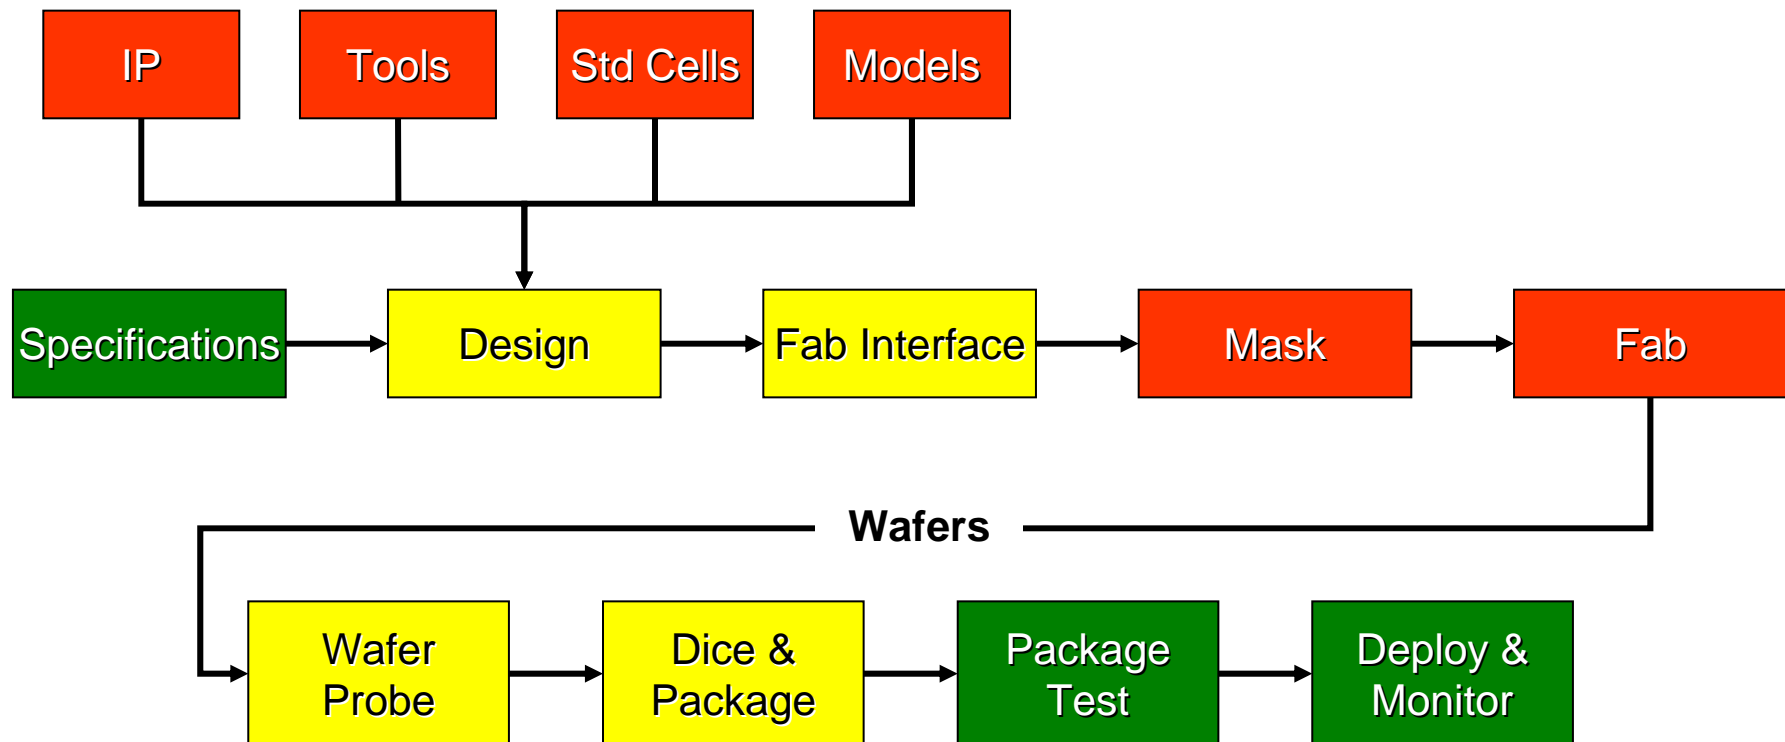 IP
Tools
Std Cells
Models
Specifications
Design
Fab Interface
Mask
Fab
Wafers
Wafer
Probe
Dice &
Package
Package
Test
Deploy &
Monitor